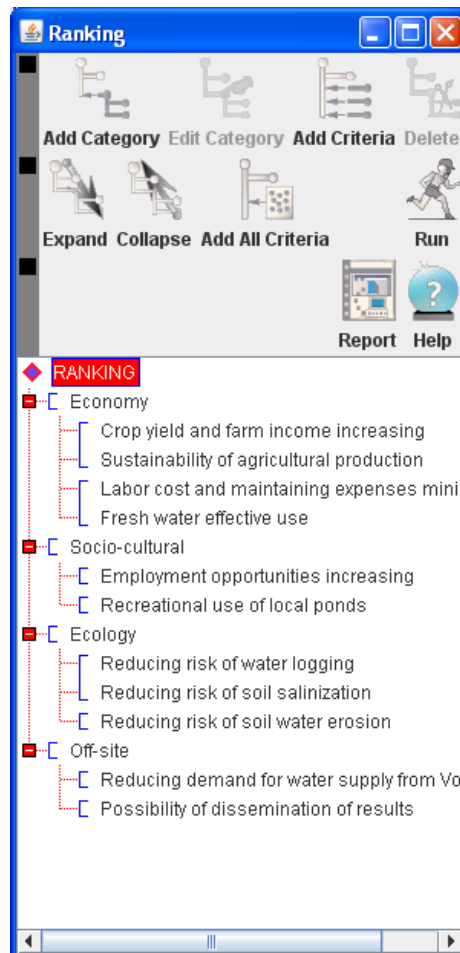 Ranking
Add Category Edit Category Add Criteria Delete
Expand Collapse Add All Criteria Run
Report Help
RANKING
Economy
Crop yield and farm income increasing
Sustainability of agricultural production
Labor cost and maintaining expenses mini
Fresh water effective use
Socio-cultural
Employment opportunities increasing
Recreational use of local ponds
Ecology
Reducing risk of water logging
Reducing risk of soil salinization
Reducing risk of soil water erosion
Off-site
Reducing demand for water supply from Vo
Possibility of dissemination of results